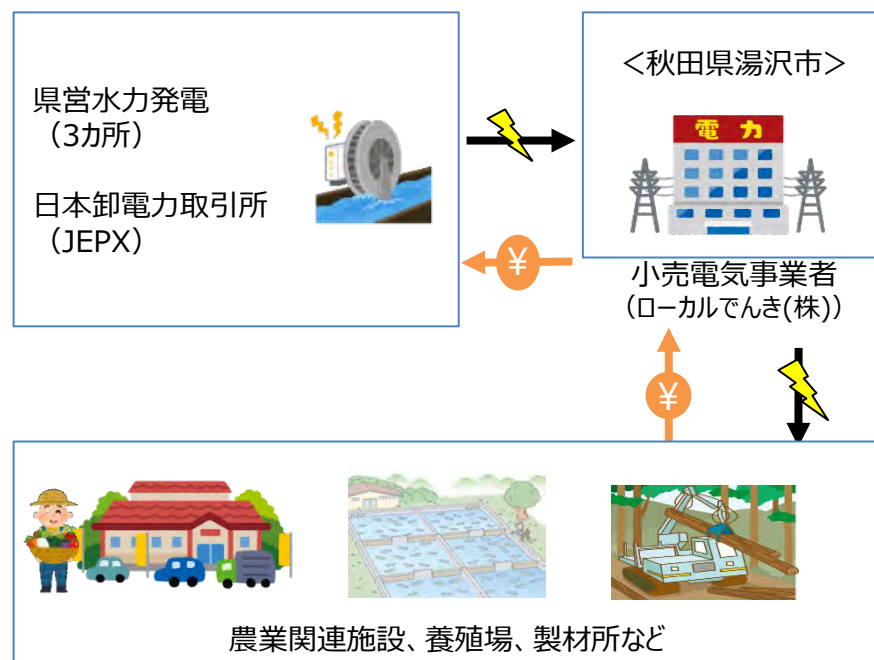 県営水力発電
（3カ所）
日本卸電力取引所
（JEPX）
¥
＜秋田県湯沢市＞
電力
小売電気事業者
（ローカルでんき(株)）
¥
農業関連施設、養殖場、製材所など